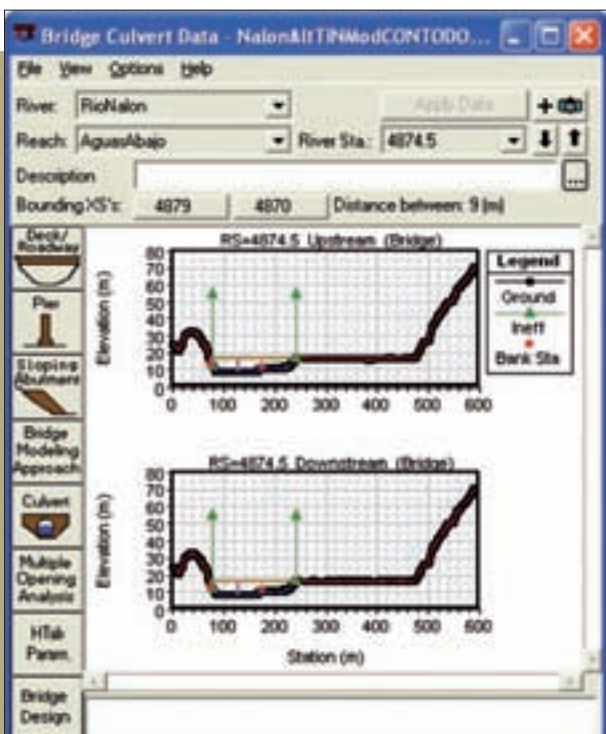 Bridge Culvert Data - NalonAltTINModCONTODO...
File View Options Help
River: RioNalon Apply Data +
Reach: AguasAbajo River Sta.: 4874.5
Description ...
Bounding XS's: 4879 4870 Distance between: 9 (m)
Deck/
Roadway
Pier
Sloping
Abutment
Bridge
Modeling
Approach
Culvert
Multiple
Opening
Analysis
HTab
Param.
Bridge
Design
RS=4874.5 Upstream (Bridge)
Elevation (m)
80
70
60
50
40
30
20
10
0
0 100 200 300 400 500 600
Legend
Ground
Ineff
Bank Sta
RS=4874.5 Downstream (Bridge)
Elevation (m)
80
70
60
50
40
30
20
10
0
0 100 200 300 400 500 600
Station (m)